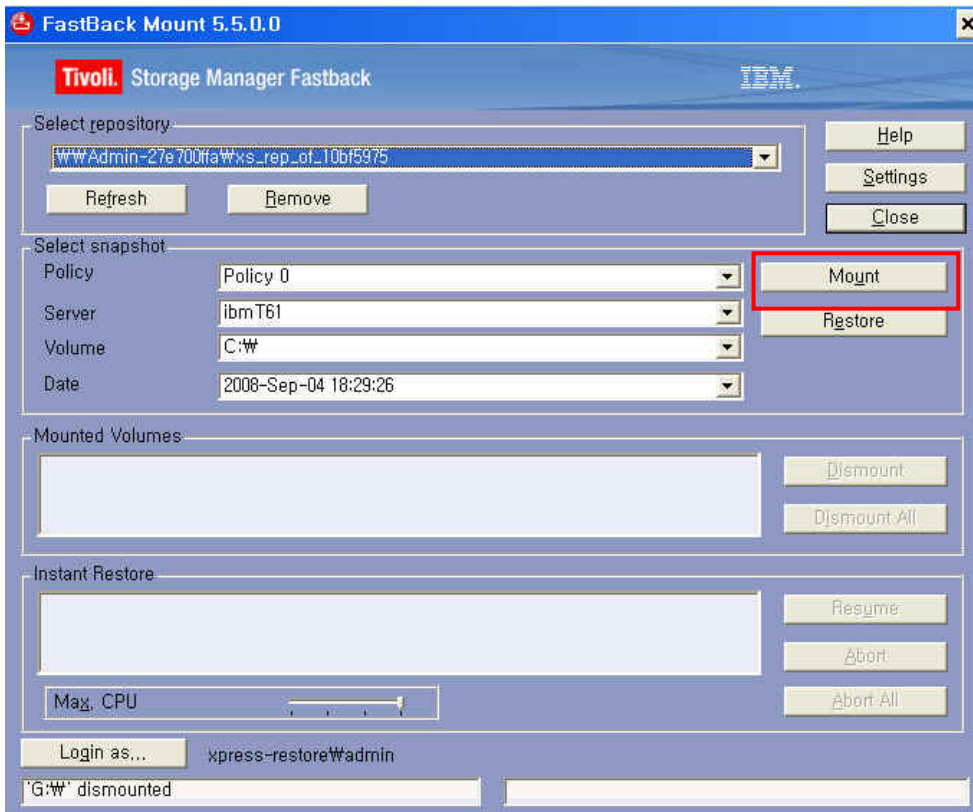 FastBack Mount 5.5.0.0
Tivoli. Storage Manager Fastback
IBM.
Select repository
₩₩Admin-27e700ffa₩xs_rep_of_10bf5975
Refresh
Remove
Help
Settings
Close
Select snapshot
Policy
Policy 0
Mount
Server
ibmT61
Restore
Volume
C:₩
Date
2008-Sep-04 18:29:26
Mounted Volumes
Dismount
Dismount All
Instant Restore
Resume
Abort
Max. CPU
Abort All
Login as...
xpress-restore₩admin
'G:₩' dismounted